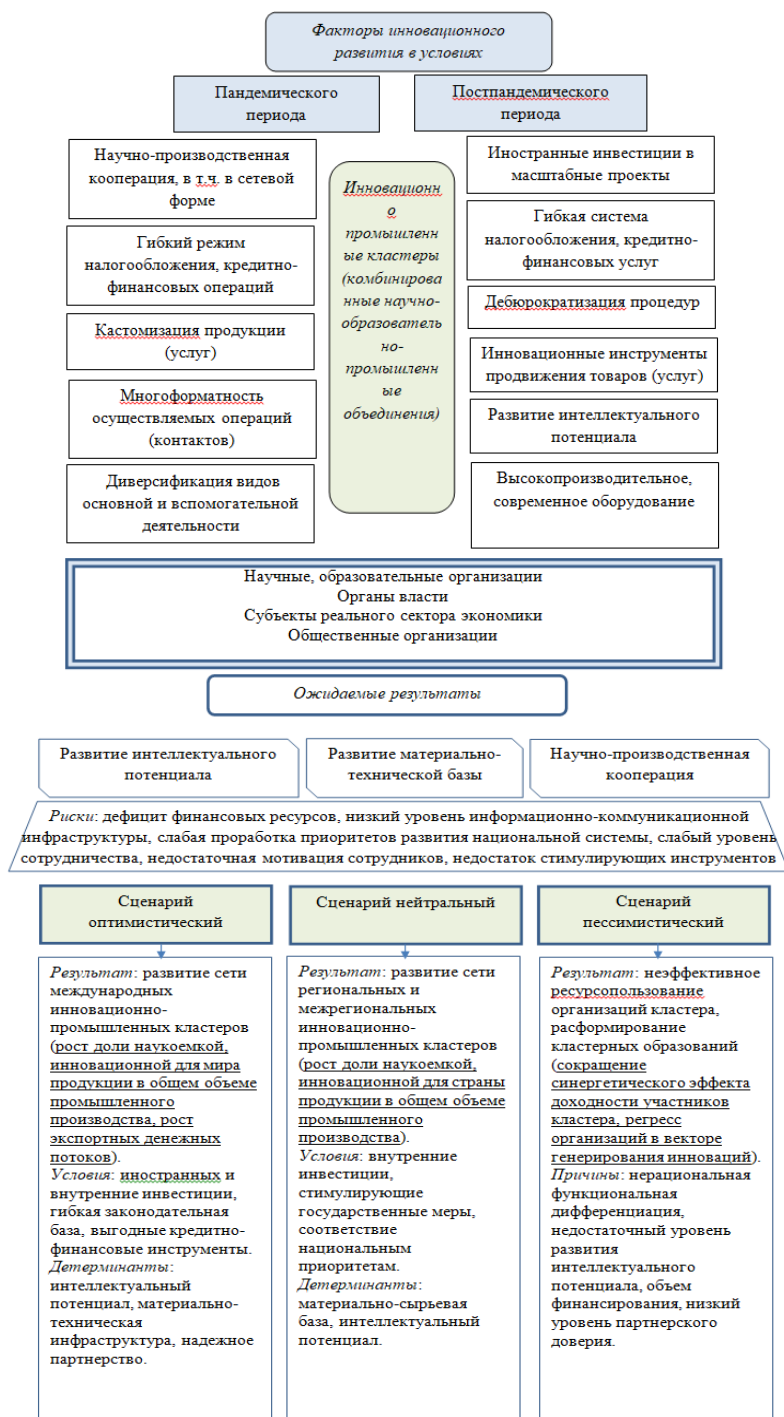 Факторы инновационного
развития в условиях
Пандемического
периода
Постпандемического
периода
Научно-производственная
кооперация, в т.ч. в сетевой
форме
Гибкий режим
налогообложения, кредитно-
финансовых операций
Кастомизация продукции
(услуг)
Многоформатность
осуществляемых операций
(контактов)
Диверсификация видов
основной и вспомогательной
деятельности
Инновационн
о
промышленн
ые кластеры
(комбинирова
нные научно-
образователь
но-
промышленн
ые
объединения)
Иностранные инвестиции в
масштабные проекты
Гибкая система
налогообложения, кредитно-
финансовых услуг
Дебюрократизация процедур
Инновационные инструменты
продвижения товаров (услуг)
Развитие интеллектуального
потенциала
Высокопроизводительное,
современное оборудование
Научные, образовательные организации
Органы власти
Субъекты реального сектора экономики
Общественные организации
Ожидаемые результаты
Развитие интеллектуального
потенциала
Развитие материально-
технической базы
Научно-производственная
кооперация
Риски: дефицит финансовых ресурсов, низкий уровень информационно-коммуникационной
инфраструктуры, слабая проработка приоритетов развития национальной системы, слабый уровень
сотрудничества, недостаточная мотивация сотрудников, недостаток стимулирующих инструментов
Сценарий
оптимистический
Результат: развитие сети
международных
инновационно-
промышленных кластеров
(рост доли наукоемкой,
инновационной для мира
продукции в общем объеме
промышленного
производства, рост
экспортных денежных
потоков).
Условия: иностранных и
внутренние инвестиции,
гибкая законодательная
база, выгодные кредитно-
финансовые инструменты.
Детерминанты:
интеллектуальный
потенциал, материально-
техническая
инфраструктура, надежное
партнерство.
Сценарий нейтральный
Результат: развитие сети
региональных и
межрегиональных
инновационно-
промышленных кластеров
(рост доли наукоемкой,
инновационной для страны
продукции в общем объеме
промышленного
производства).
Условия: внутренние
инвестиции,
стимулирующие
государственные меры,
соответствие
национальным
приоритетам.
Детерминанты:
материально-сырьевая
база, интеллектуальный
потенциал.
Сценарий
пессимистический
Результат: неэффективное
ресурсопользование
организаций кластера,
расформирование
кластерных образований
(сокращение
синергетического эффекта
доходности участников
кластера, регресс
организаций в векторе
генерирования инноваций).
Причины: нерациональная
функциональная
дифференциация,
недостаточный уровень
развития
интеллектуального
потенциала, объем
финансирования, низкий
уровень партнерского
доверия.